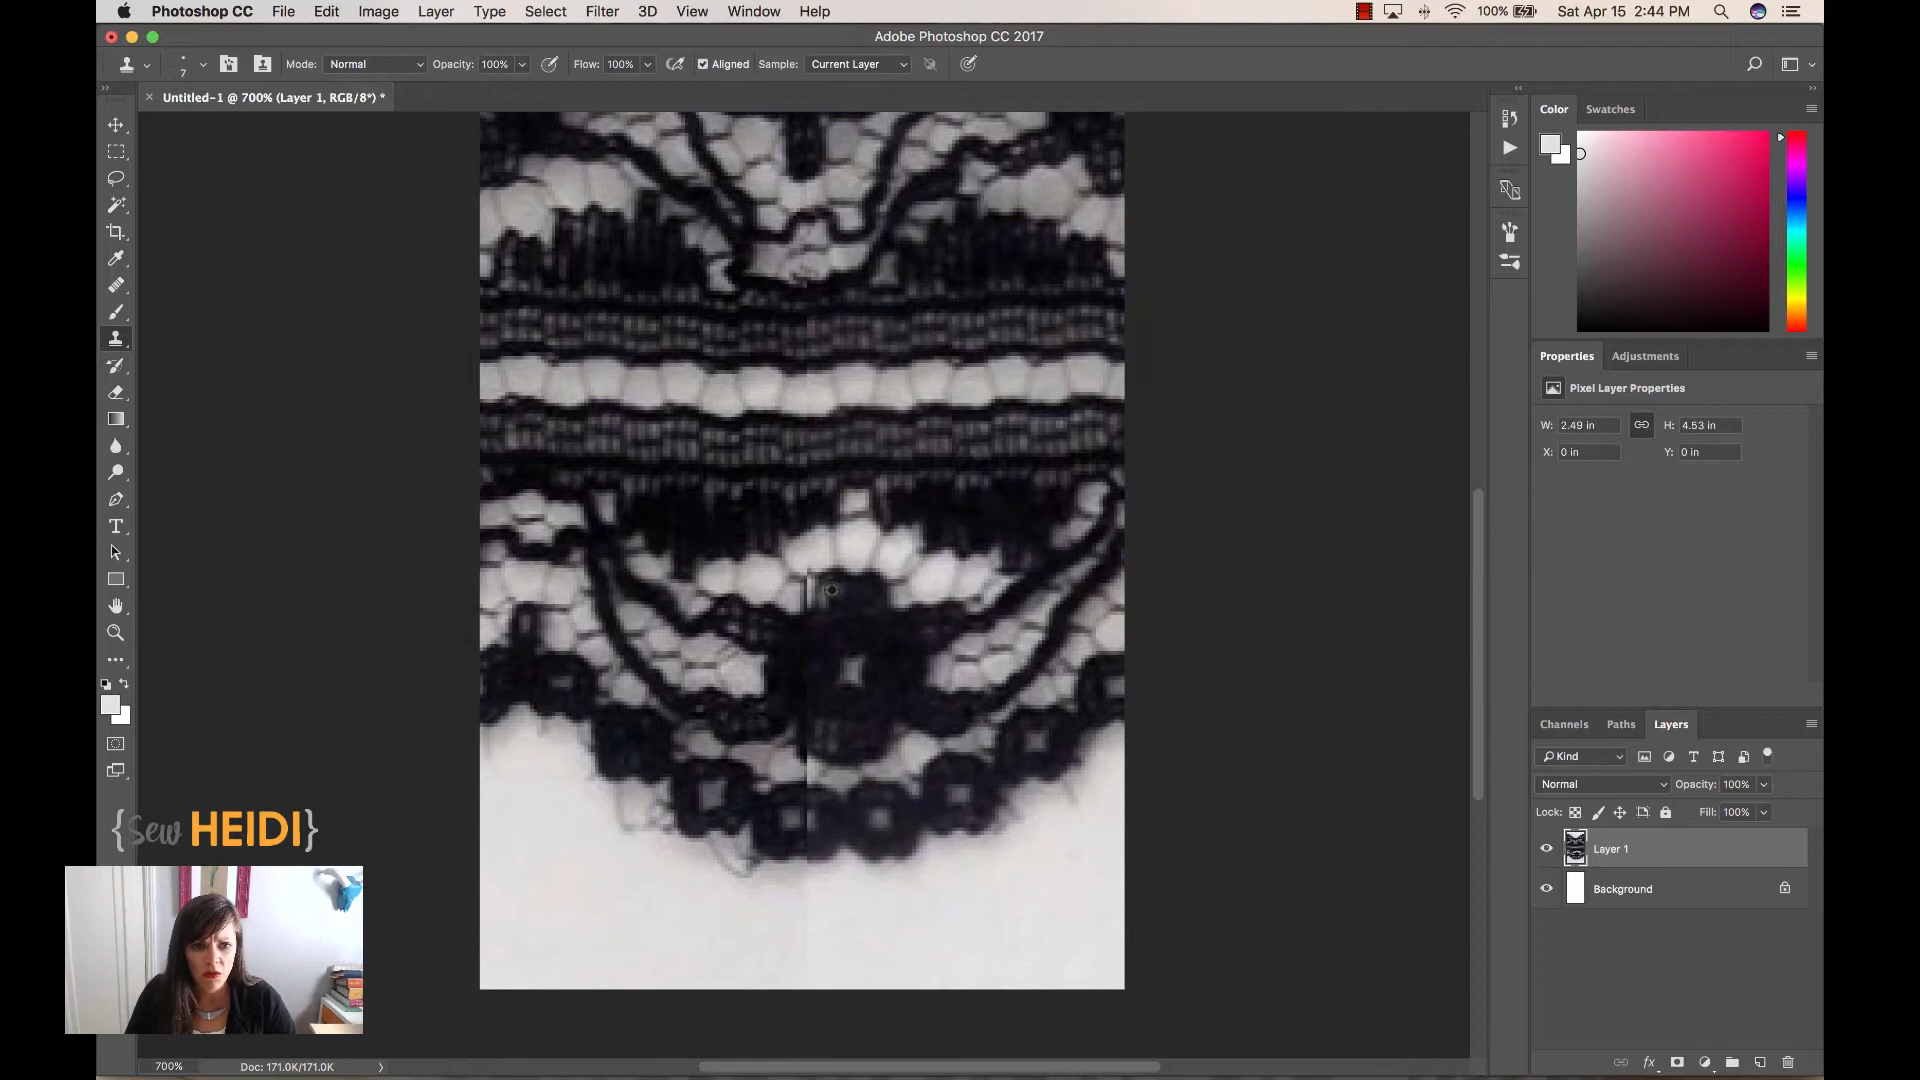 Photoshop CC File Edit Image Layer Type Select Filter 3D View Window Help 100% Sat Apr 15 2:44 PM
Adobe Photoshop CC 2017
7 Mode: Normal Opacity: 100% Flow: 100% Aligned Sample: Current Layer
Untitled-1 @ 700% (Layer 1, RGB/8*) *
Color Swatches
Properties Adjustments
Pixel Layer Properties
W: 2.49 in H: 4.53 in
X: 0 in Y: 0 in
Channels Paths Layers
Kind
Normal Opacity: 100%
Lock: Fill: 100%
Layer 1
Background
{Sew HEIDI}
700% Doc: 171.0K/171.0K
fx